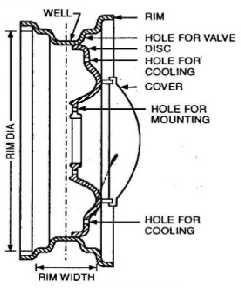 WELL
RIM
HOLE FOR VALVE
DISC
HOLE FOR
COOLING
COVER
HOLE FOR
MOUNTING
RIM DIA.
HOLE FOR
COOLING
RIM WIDTH